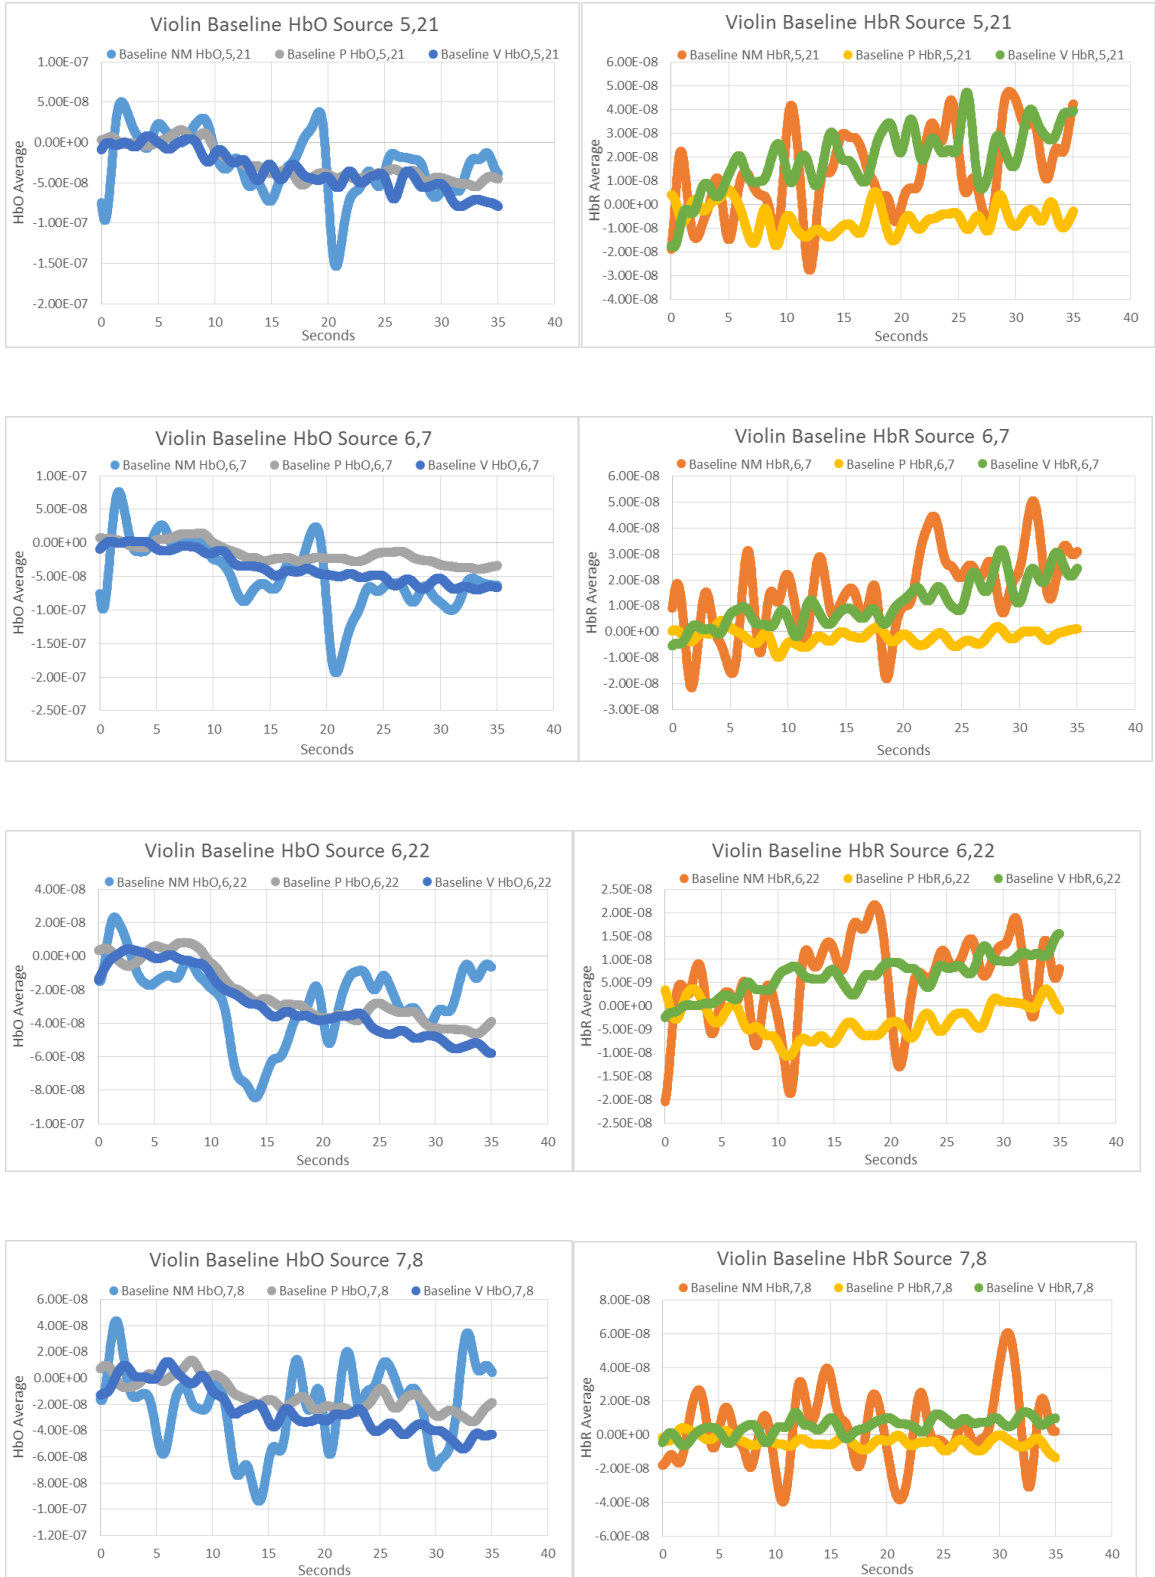 Violin Baseline HbO Source 5,21
Baseline NM HbO,5,21 Baseline P HbO,5,21 Baseline V HbO,5,21
1.00E-07
5.00E-08
0.00E+00
-5.00E-08
-1.00E-07
-1.50E-07
-2.00E-07
HbO Average
0 5 10 15 20 25 30 35 40
Seconds
Violin Baseline HbR Source 5,21
Baseline NM HbR,5,21 Baseline P HbR,5,21 Baseline V HbR,5,21
6.00E-08
5.00E-08
4.00E-08
3.00E-08
2.00E-08
1.00E-08
0.00E+00
-1.00E-08
-2.00E-08
-3.00E-08
-4.00E-08
HbR Average
0 5 10 15 20 25 30 35 40
Seconds
Violin Baseline HbO Source 6,7
Baseline NM HbO,6,7 Baseline P HbO,6,7 Baseline V HbO,6,7
1.00E-07
5.00E-08
0.00E+00
-5.00E-08
-1.00E-07
-1.50E-07
-2.00E-07
-2.50E-07
HbO Average
0 5 10 15 20 25 30 35 40
Seconds
Violin Baseline HbR Source 6,7
Baseline NM HbR,6,7 Baseline P HbR,6,7 Baseline V HbR,6,7
6.00E-08
5.00E-08
4.00E-08
3.00E-08
2.00E-08
1.00E-08
0.00E+00
-1.00E-08
-2.00E-08
-3.00E-08
HbR Average
0 5 10 15 20 25 30 35 40
Seconds
Violin Baseline HbO Source 6,22
Baseline NM HbO,6,22 Baseline P HbO,6,22 Baseline V HbO,6,22
4.00E-08
2.00E-08
0.00E+00
-2.00E-08
-4.00E-08
-6.00E-08
-8.00E-08
-1.00E-07
HbO Average
0 5 10 15 20 25 30 35 40
Seconds
Violin Baseline HbR Source 6,22
Baseline NM HbR,6,22 Baseline P HbR,6,22 Baseline V HbR,6,22
2.50E-08
2.00E-08
1.50E-08
1.00E-08
5.00E-09
0.00E+00
-5.00E-09
-1.00E-08
-1.50E-08
-2.00E-08
-2.50E-08
HbR Average
0 5 10 15 20 25 30 35 40
Seconds
Violin Baseline HbO Source 7,8
Baseline NM HbO,7,8 Baseline P HbO,7,8 Baseline V HbO,7,8
6.00E-08
4.00E-08
2.00E-08
0.00E+00
-2.00E-08
-4.00E-08
-6.00E-08
-8.00E-08
-1.00E-07
-1.20E-07
HbO Average
0 5 10 15 20 25 30 35 40
Seconds
Violin Baseline HbR Source 7,8
Baseline NM HbR,7,8 Baseline P HbR,7,8 Baseline V HbR,7,8
8.00E-08
6.00E-08
4.00E-08
2.00E-08
0.00E+00
-2.00E-08
-4.00E-08
-6.00E-08
HbR Average
0 5 10 15 20 25 30 35 40
Seconds